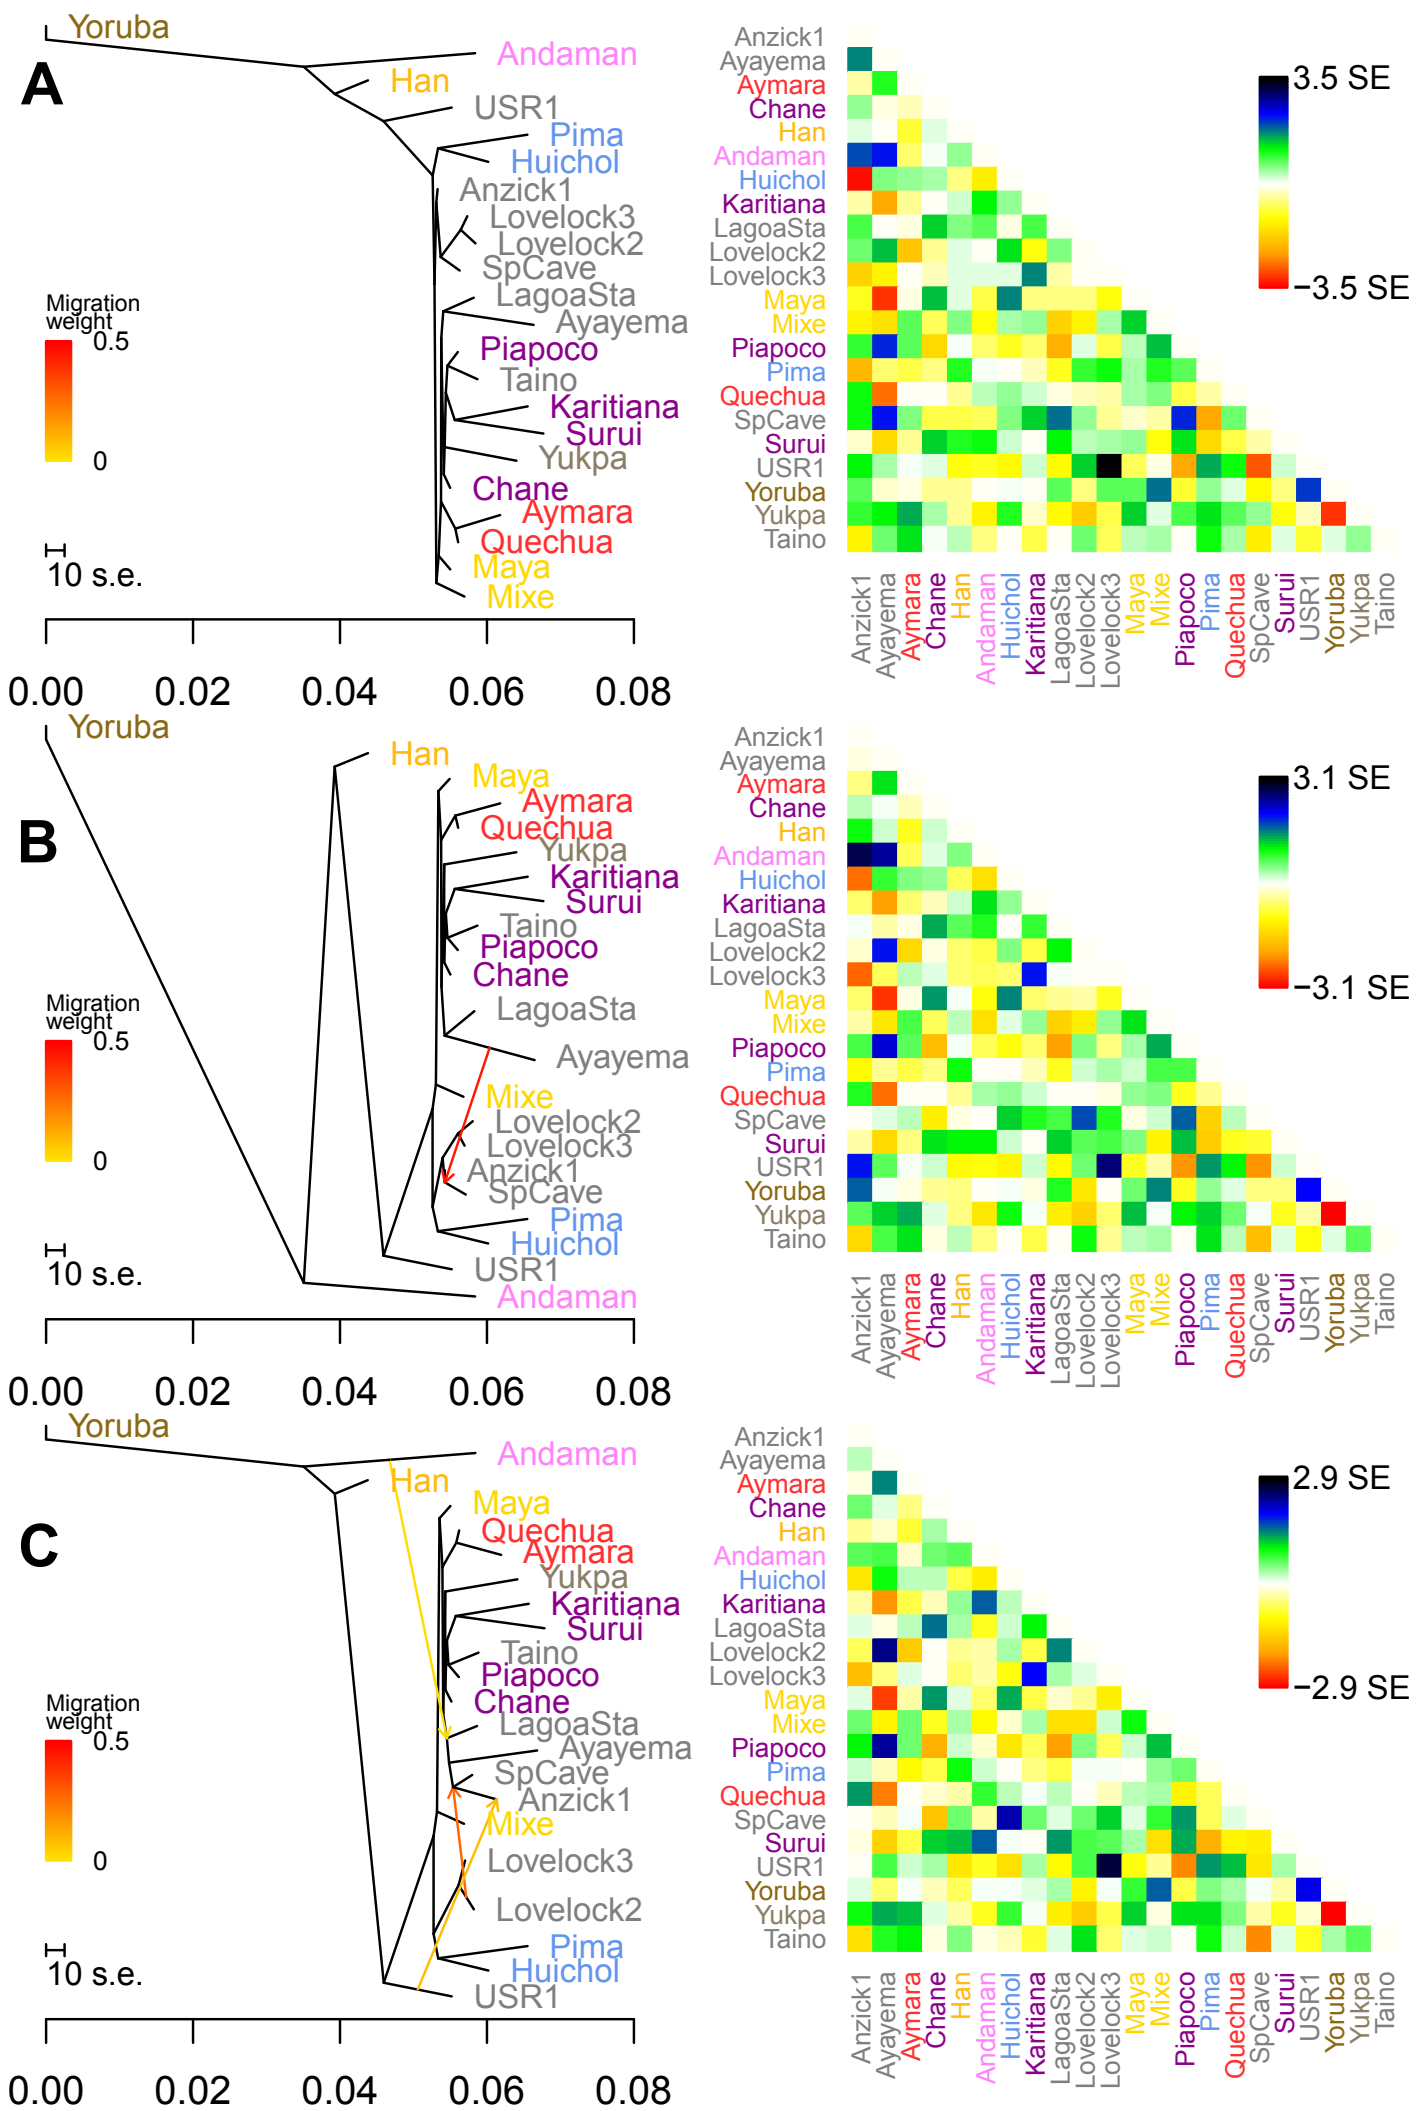 A
Yoruba
Andaman
Han
USR1
Pima
Huichol
Anzick1
Lovelock3
Lovelock2
SpCave
LagoaSta
Ayayema
Piapoco
Taino
Karitiana
Surui
Yukpa
Chane
Aymara
Quechua
Maya
Mixe
Migration
weight
0.5
0
10 s.e.
0.00 0.02 0.04 0.06 0.08
Anzick1
Ayayema
Aymara
Chane
Han
Andaman
Huichol
Karitiana
LagoaSta
Lovelock2
Lovelock3
Maya
Mixe
Piapoco
Pima
Quechua
SpCave
Surui
USR1
Yoruba
Yukpa
Taino
3.5 SE
−3.5 SE
Anzick1
Ayayema
Aymara
Chane
Han
Andaman
Huichol
Karitiana
LagoaSta
Lovelock2
Lovelock3
Maya
Mixe
Piapoco
Pima
Quechua
SpCave
Surui
USR1
Yoruba
Yukpa
Taino
B
Yoruba
Han
Maya
Aymara
Quechua
Yukpa
Karitiana
Surui
Taino
Piapoco
Chane
LagoaSta
Ayayema
Mixe
Lovelock2
Lovelock3
Anzick1
SpCave
Pima
Huichol
USR1
Andaman
Migration
weight
0.5
0
10 s.e.
0.00 0.02 0.04 0.06 0.08
Anzick1
Ayayema
Aymara
Chane
Han
Andaman
Huichol
Karitiana
LagoaSta
Lovelock2
Lovelock3
Maya
Mixe
Piapoco
Pima
Quechua
SpCave
Surui
USR1
Yoruba
Yukpa
Taino
3.1 SE
−3.1 SE
Anzick1
Ayayema
Aymara
Chane
Han
Andaman
Huichol
Karitiana
LagoaSta
Lovelock2
Lovelock3
Maya
Mixe
Piapoco
Pima
Quechua
SpCave
Surui
USR1
Yoruba
Yukpa
Taino
C
Yoruba
Andaman
Han
Maya
Quechua
Aymara
Yukpa
Karitiana
Surui
Taino
Piapoco
Chane
LagoaSta
Ayayema
SpCave
Anzick1
Mixe
Lovelock3
Lovelock2
Pima
Huichol
USR1
Migration
weight
0.5
0
10 s.e.
0.00 0.02 0.04 0.06 0.08
Anzick1
Ayayema
Aymara
Chane
Han
Andaman
Huichol
Karitiana
LagoaSta
Lovelock2
Lovelock3
Maya
Mixe
Piapoco
Pima
Quechua
SpCave
Surui
USR1
Yoruba
Yukpa
Taino
2.9 SE
−2.9 SE
Anzick1
Ayayema
Aymara
Chane
Han
Andaman
Huichol
Karitiana
LagoaSta
Lovelock2
Lovelock3
Maya
Mixe
Piapoco
Pima
Quechua
SpCave
Surui
USR1
Yoruba
Yukpa
Taino